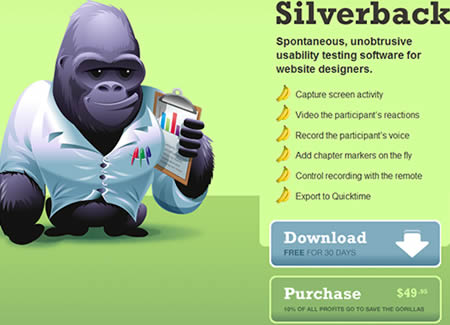 Silverback
Spontaneous, unobtrusive
usability testing software for
website designers.
Capture screen activity
Video the participant's reactions
Record the participant's voice
Add chapter markers on the fly
Control recording with the remote
Export to Quicktime
Download
FREE FOR 30 DAYS
Purchase $49.95
10% OF ALL PROFITS GO TO SAVE THE GORILLAS